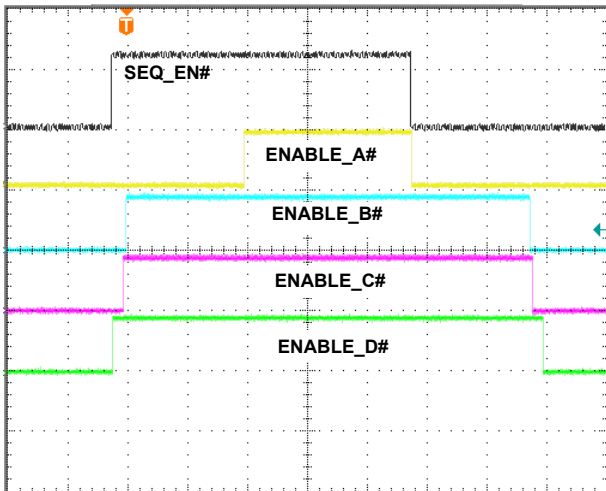 T
SEQ_EN#
ENABLE_A#
ENABLE_B#
ENABLE_C#
ENABLE_D#